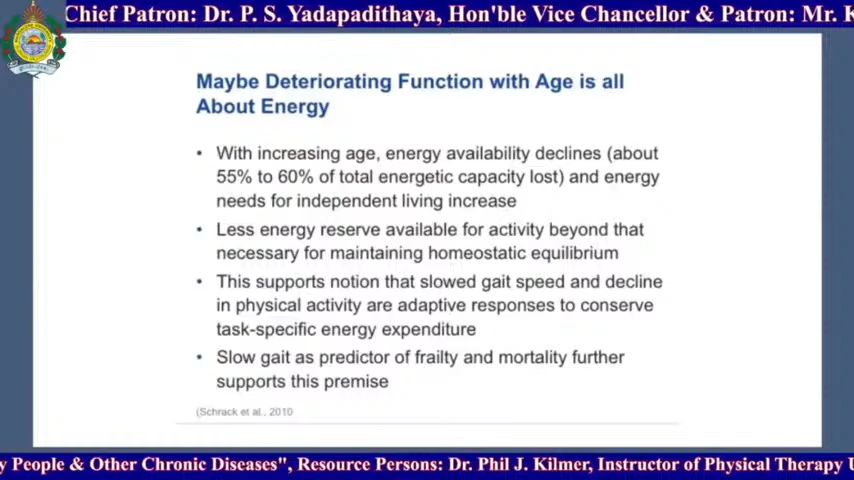 Chief Patron: Dr. P. S. Yadapadithaya, Hon'ble Vice Chancellor & Patron: Mr.
Maybe Deteriorating Function with Age is all
About Energy
• With increasing age, energy availability declines (about
55% to 60% of total energetic capacity lost) and energy
needs for independent living increase
• Less energy reserve available for activity beyond that
necessary for maintaining homeostatic equilibrium
• This supports notion that slowed gait speed and decline
in physical activity are adaptive responses to conserve
task-specific energy expenditure
• Slow gait as predictor of frailty and mortality further
supports this premise
(Schrack et al., 2010
y People & Other Chronic Diseases", Resource Persons: Dr. Phil J. Kilmer, Instructor of Physical Therapy